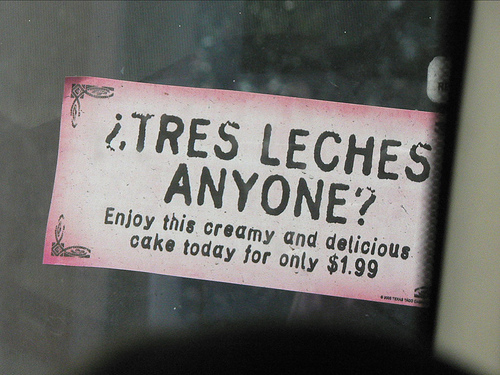 ¿TRES LECHES
ANYONE?
Enjoy this creamy and delicious
cake today for only $1.99